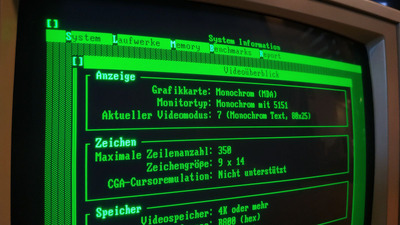 []
System Information
System Laufwerke Memory Benchmarks Report
[]
Videoüberblick
Anzeige
Grafikkarte: Monochrom (MDA)
Monitortyp: Monochrom mit 5151
Aktueller Videomodus: 7 (Monochrom Text, 80x25)
Zeichen
Maximale Zeilenanzahl: 350
Zeichengröpe: 9 x 14
CGA-Cursoremulation: Nicht unterstützt
Speicher
Videospeicher: 4K oder mehr
B000 (hex)